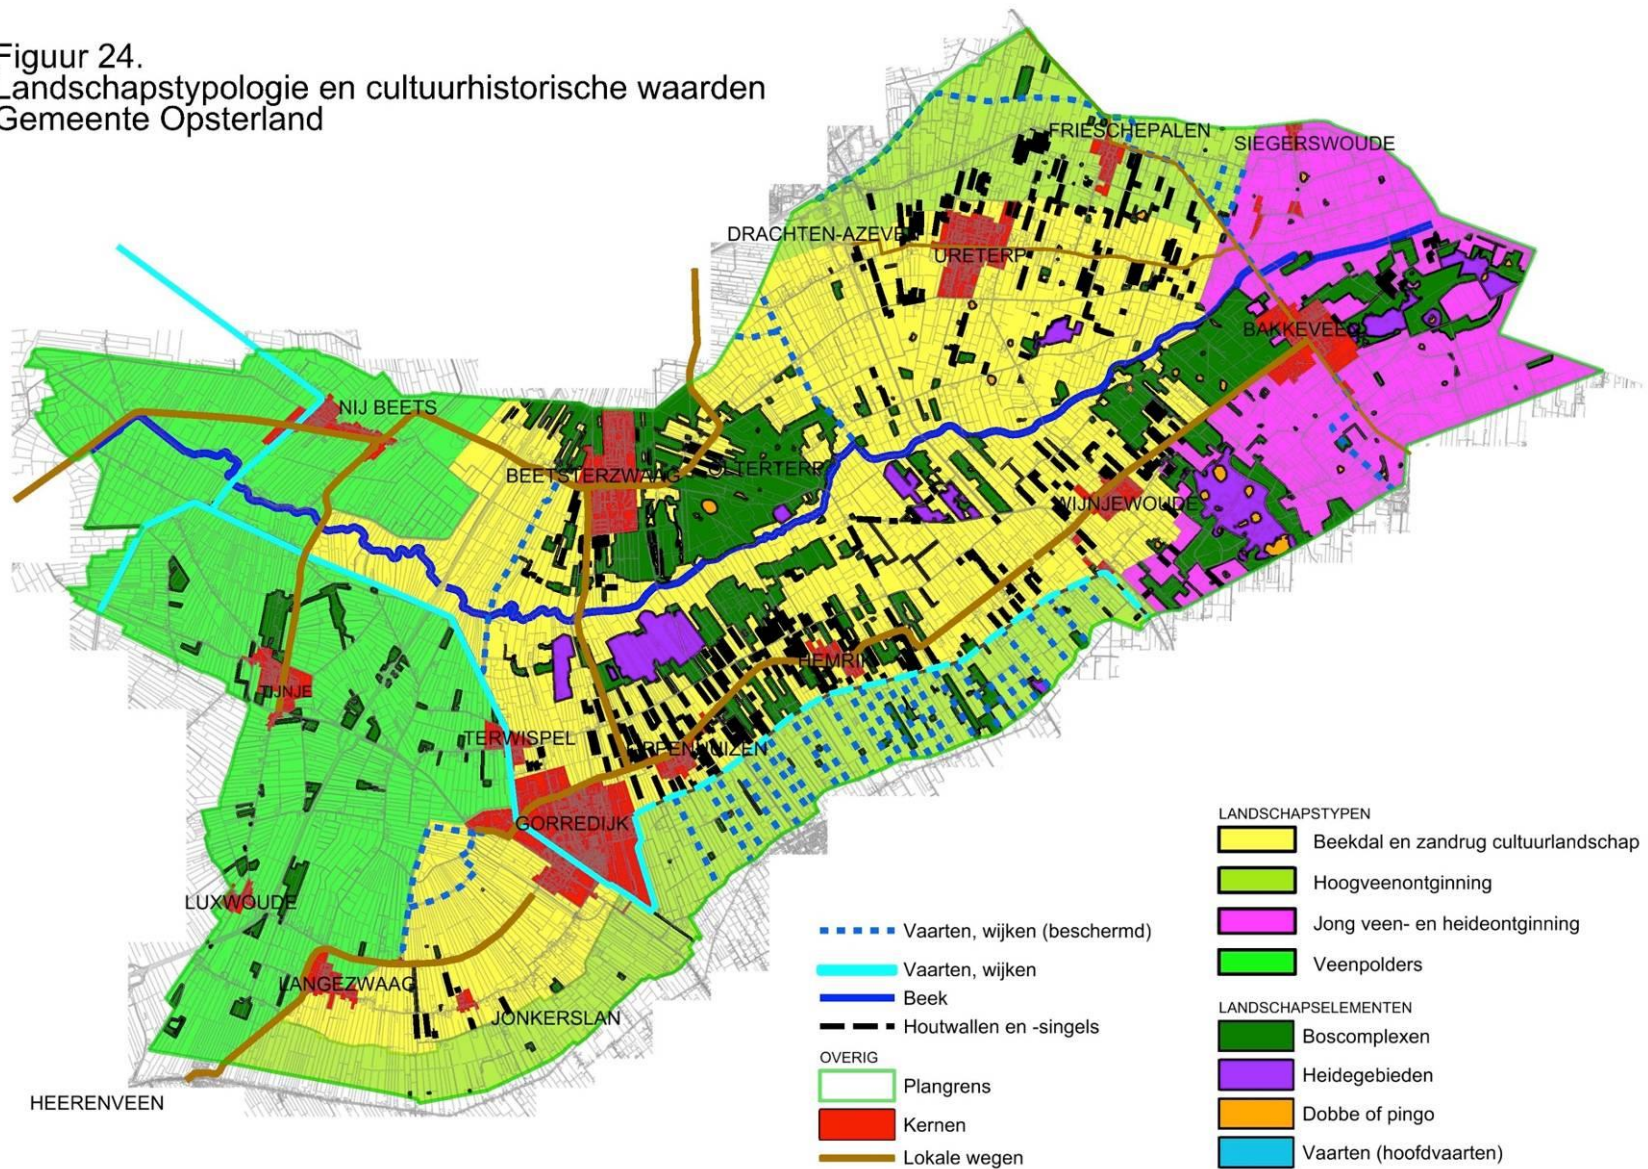 Figuur 24.
Landschapstypologie en cultuurhistorische waarden
Gemeente Opsterland
FRIESCHEPALEN
SIEGERSWOUDE
DRACHTEN-AZEVE
URETERP
BAKKEVEEN
NIJ BEETS
BEETSTERZWAAG
OLTERTERP
WIJNJEWOUDE
HEMRIK
TIJNJE
TERWISPEL
LIPPENHUIZEN
GORREDIJK
LUXWOUDE
LANGEZWAAG
JONKERSLAN
HEERENVEEN
Vaarten, wijken (beschermd)
Vaarten, wijken
Beek
Houtwallen en -singels
OVERIG
Plangrens
Kernen
Lokale wegen
LANDSCHAPSTYPEN
Beekdal en zandrug cultuurlandschap
Hoogveenontginning
Jong veen- en heideontginning
Veenpolders
LANDSCHAPSELEMENTEN
Boscomplexen
Heidegebieden
Dobbe of pingo
Vaarten (hoofdvaarten)